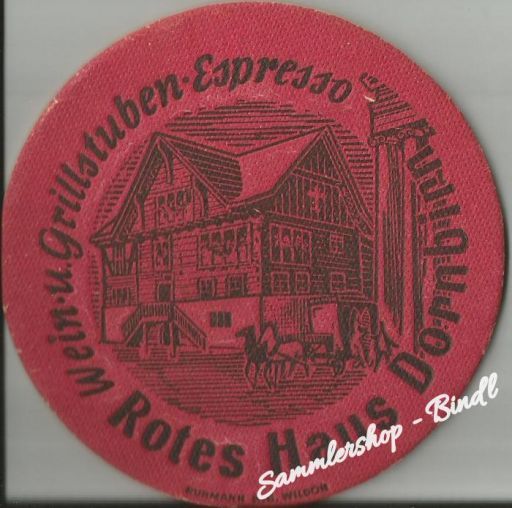 Wein-u.Grillstuben-Espresso
Rotes Haus Dornbirn
Sammlershop - Bindl